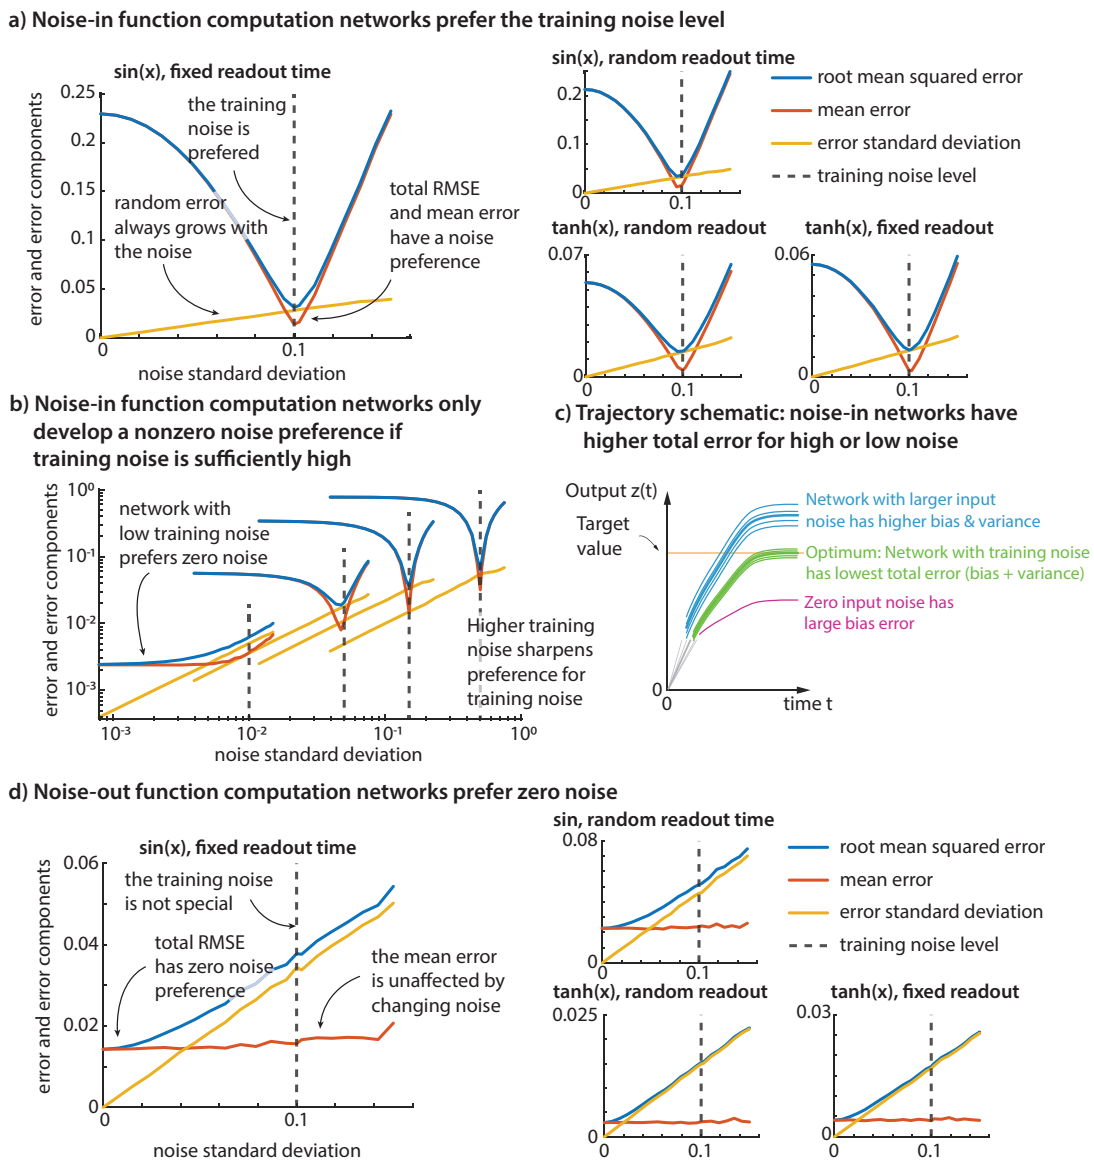 a) Noise-in function computation networks prefer the training noise level
sin(x), fixed readout time
error and error components
0.25
0.2
0.15
0.1
0.05
0
0
0.1
noise standard deviation
the training
noise is
prefered
random error
always grows with
the noise
total RMSE
and mean error
have a noise
preference
sin(x), random readout time
0.2
0.1
0
0.1
root mean squared error
mean error
error standard deviation
training noise level
tanh(x), random readout
0.07
0
0
0.1
tanh(x), fixed readout
0.06
0
0
0.1
b) Noise-in function computation networks only
develop a nonzero noise preference if
training noise is sufficiently high
error and error components
10⁰
10⁻¹
10⁻²
10⁻³
10⁻³
10⁻²
10⁻²
10⁻¹
10⁰
noise standard deviation
network with
low training noise
prefers zero noise
Higher training
noise sharpens
preference for
training noise
c) Trajectory schematic: noise-in networks have
higher total error for high or low noise
Output z(t)
Target
value
0
0
time t
Network with larger input
noise has higher bias & variance
Optimum: Network with training noise
has lowest total error (bias + variance)
Zero input noise has
large bias error
d) Noise-out function computation networks prefer zero noise
sin(x), fixed readout time
error and error components
0.06
0.04
0.02
0
0
0.1
noise standard deviation
the training noise
is not special
total RMSE
has zero noise
preference
the mean error
is unaffected by
changing noise
sin, random readout time
0.08
0
0
0.1
root mean squared error
mean error
error standard deviation
training noise level
tanh(x), random readout
0.025
0
0
0.1
tanh(x), fixed readout
0.03
0
0
0.1